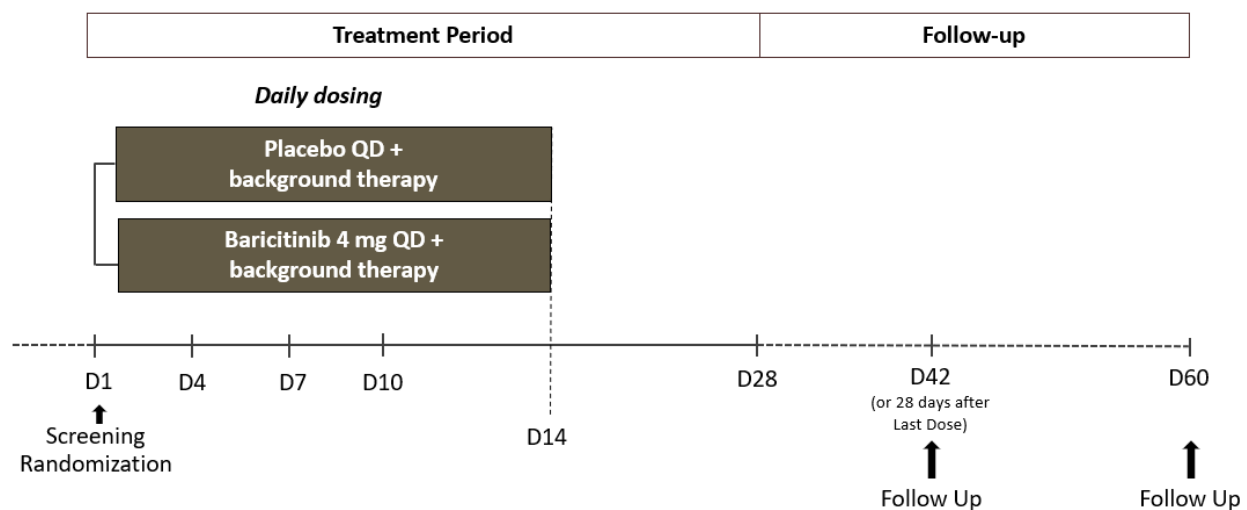 Treatment Period
Follow-up
Daily dosing
Placebo QD +
background therapy
Baricitinib 4 mg QD +
background therapy
D1
D4
D7
D10
D14
D28
D42
(or 28 days after
Last Dose)
D60
Screening
Randomization
Follow Up
Follow Up